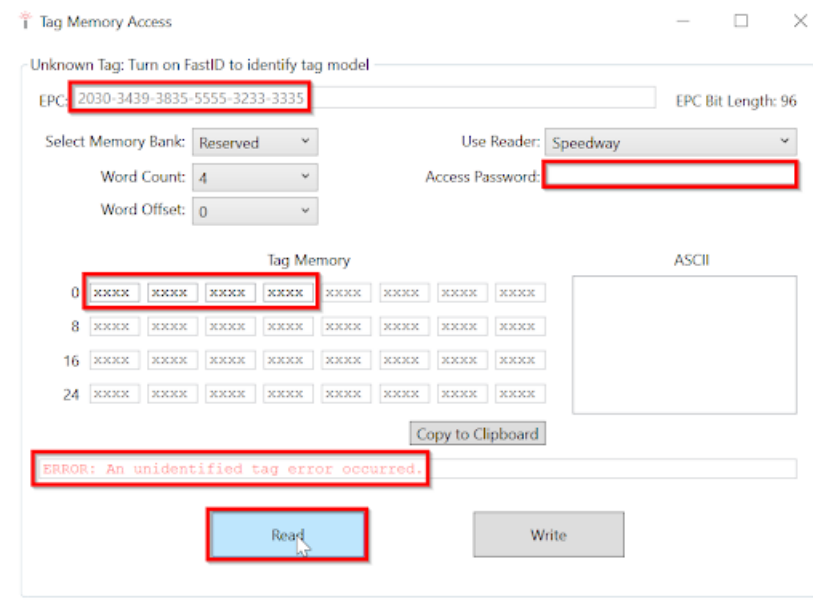 Tag Memory Access
Unknown Tag: Turn on FastID to identify tag model
EPC: 2030-3439-3835-5555-3233-3335 EPC Bit Length: 96
Select Memory Bank: Reserved Use Reader: Speedway
Word Count: 4 Access Password:
Word Offset: 0
Tag Memory ASCII
0 xxxx xxxx xxxx xxxx xxxx xxxx xxxx xxxx
8 xxxx xxxx xxxx xxxx xxxx xxxx xxxx xxxx
16 xxxx xxxx xxxx xxxx xxxx xxxx xxxx xxxx
24 xxxx xxxx xxxx xxxx xxxx xxxx xxxx xxxx
Copy to Clipboard
ERROR: An unidentified tag error occurred.
Read Write